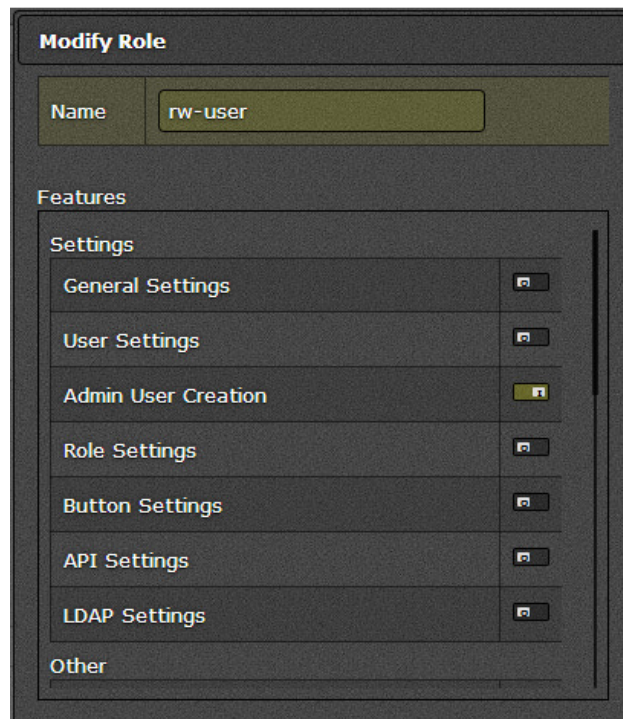 Modify Role
Name rw-user
Features
Settings
General Settings
User Settings
Admin User Creation
Role Settings
Button Settings
API Settings
LDAP Settings
Other